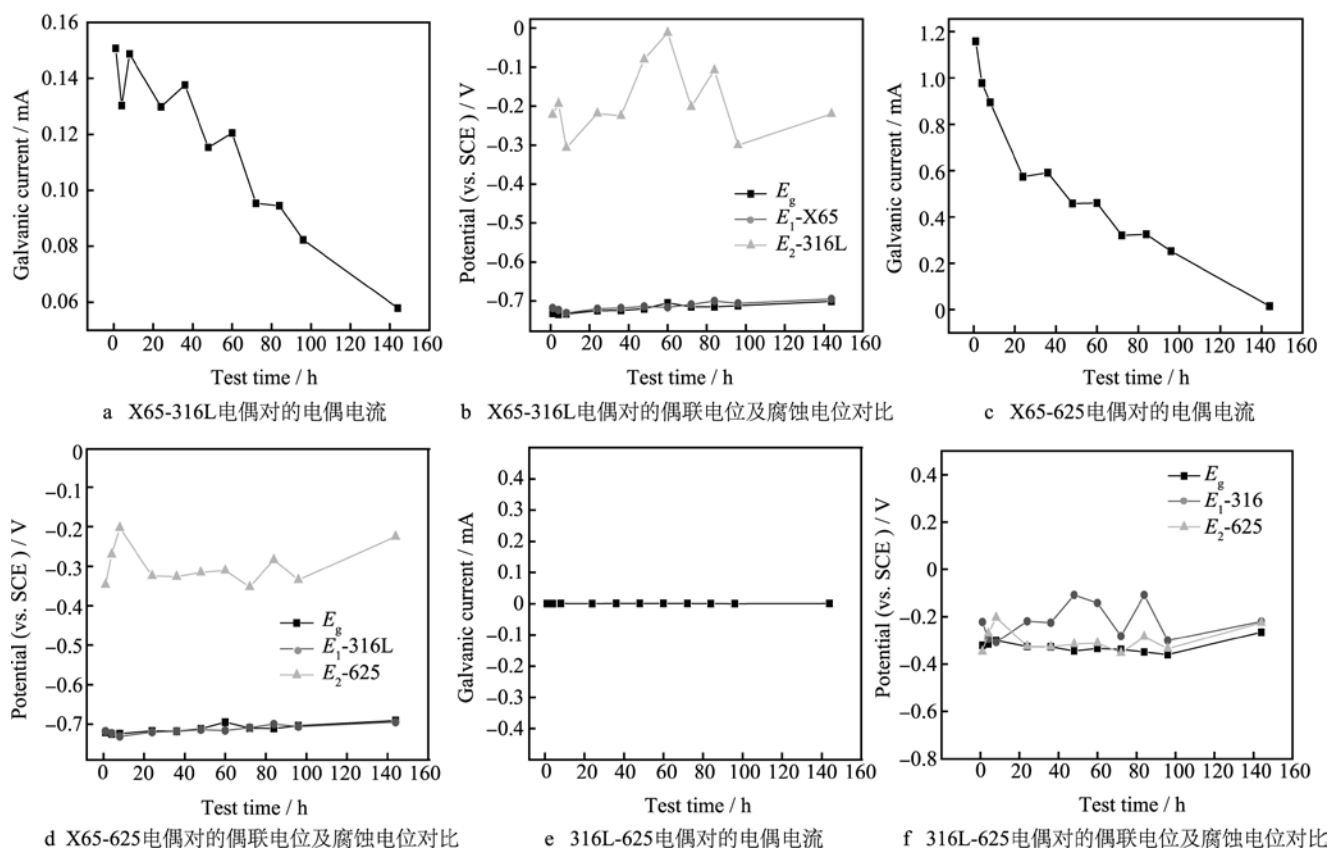 0.16
0.14
0.12
0.10
0.08
0.06
Galvanic current / mA
0 20 40 60 80 100 120 140 160
Test time / h
a X65-316L电偶对的电偶电流
0
−0.1
−0.2
−0.3
−0.4
−0.5
−0.6
−0.7
Potential (vs. SCE ) / V
Eg
E1-X65
E2-316L
0 20 40 60 80 100 120 140 160
Test time / h
b X65-316L电偶对的偶联电位及腐蚀电位对比
1.2
1.0
0.8
0.6
0.4
0.2
0
Galvanic current / mA
0 20 40 60 80 100 120 140 160
Test time / h
c X65-625电偶对的电偶电流
0
−0.1
−0.2
−0.3
−0.4
−0.5
−0.6
−0.7
Potential (vs. SCE ) / V
Eg
E1-316L
E2-625
0 20 40 60 80 100 120 140 160
Test time / h
d X65-625电偶对的偶联电位及腐蚀电位对比
0.4
0.3
0.2
0.1
0
−0.1
−0.2
−0.3
−0.4
Galvanic current / mA
0 20 40 60 80 100 120 140 160
Test time / h
e 316L-625电偶对的电偶电流
0.4
0.2
0
−0.2
−0.4
−0.6
−0.8
Potential (vs. SCE ) / V
Eg
E1-316
E2-625
0 20 40 60 80 100 120 140 160
Test time / h
f 316L-625电偶对的偶联电位及腐蚀电位对比